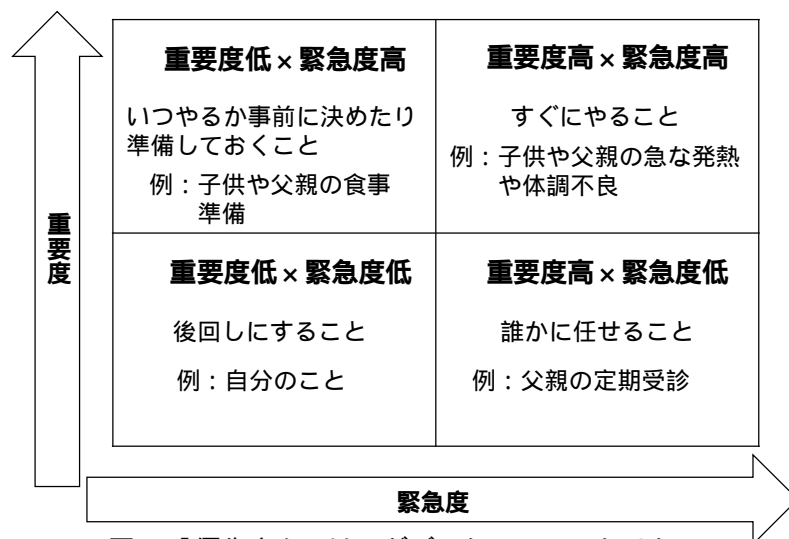 重要度低×緊急度高
いつやるか事前に決めたり
準備しておくこと
例：子供や父親の食事
準備
重要度高×緊急度高
すぐにやること
例：子供や父親の急な発熱
や体調不良
重要度低×緊急度低
後回しにすること
例：自分のこと
重要度高×緊急度低
誰かに任せること
例：父親の定期受診
重要度
緊急度